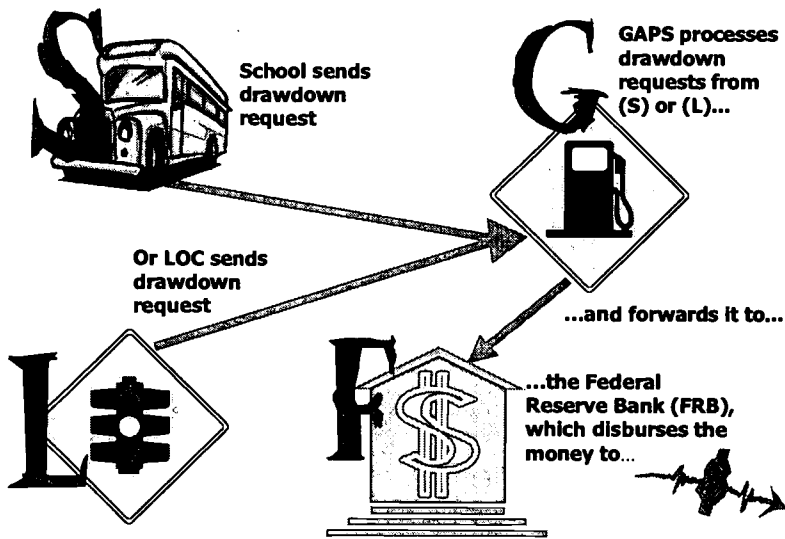 S
School sends
drawdown
request
G
GAPS processes
drawdown
requests from
(S) or (L)...
Or LOC sends
drawdown
request
...and forwards it to...
L
F
$
...the Federal
Reserve Bank (FRB),
which disburses the
money to...